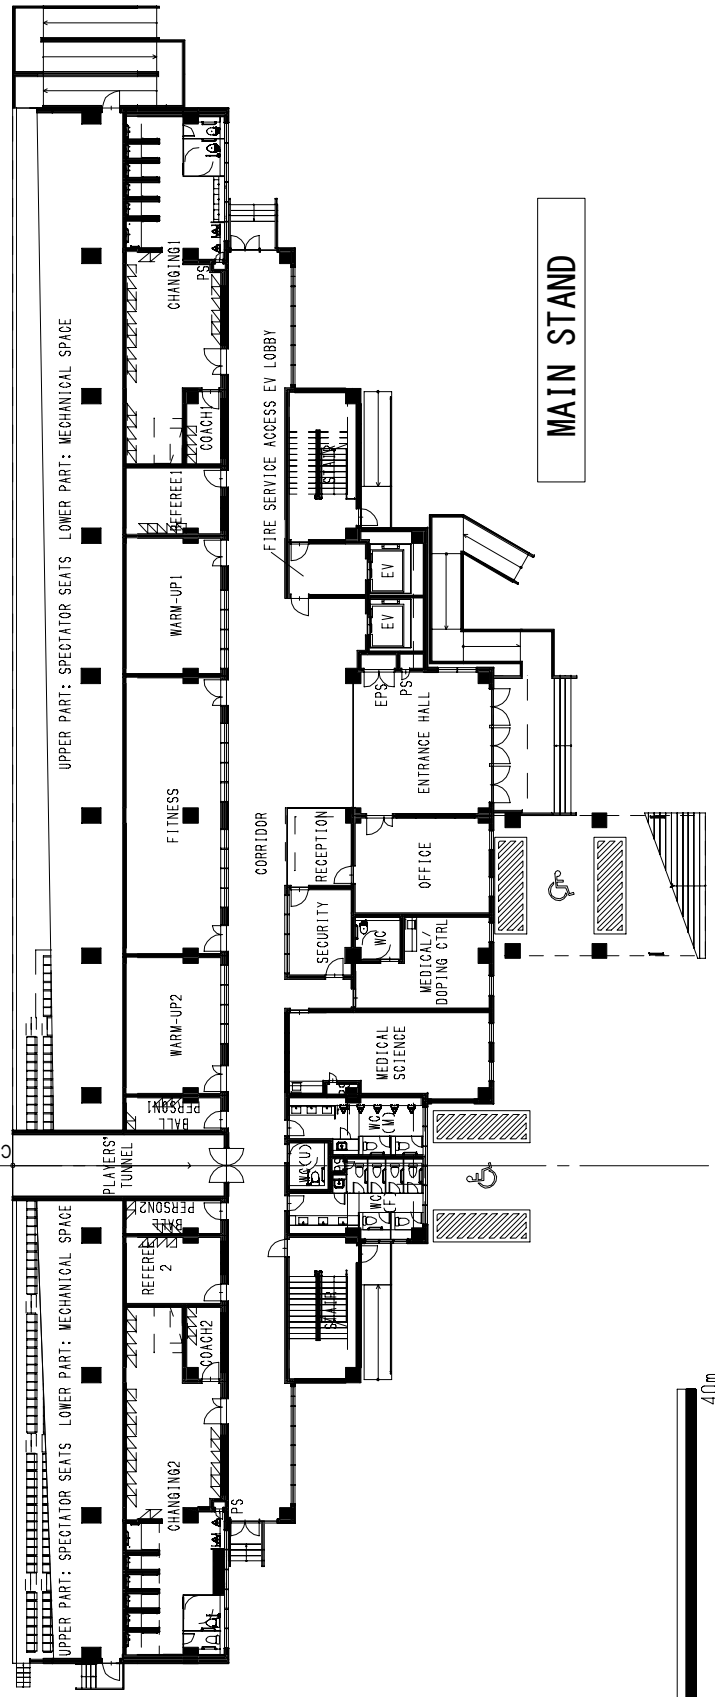 MAIN STAND
UPPER PART: SPECTATOR SEATS LOWER PART: MECHANICAL SPACE
CHANGING1
PS
COACH1
REFEREE1
WARM-UP1
FITNESS
WARM-UP2
BALL
PERSON1
PLAYERS'
TUNNEL
BALL
PERSON2
REFEREE
2
COACH2
CHANGING2
PS
UPPER PART: SPECTATOR SEATS LOWER PART: MECHANICAL SPACE
FIRE SERVICE ACCESS EV LOBBY
STAIR
EV
EV
EPS
PS
ENTRANCE HALL
CORRIDOR
RECEPTION
OFFICE
SECURITY
WC
MEDICAL/
DOPING CTRL
MEDICAL
SCIENCE
PS
WC
(M)
WC(U)
PS
WC
(F)
STAIR
40m